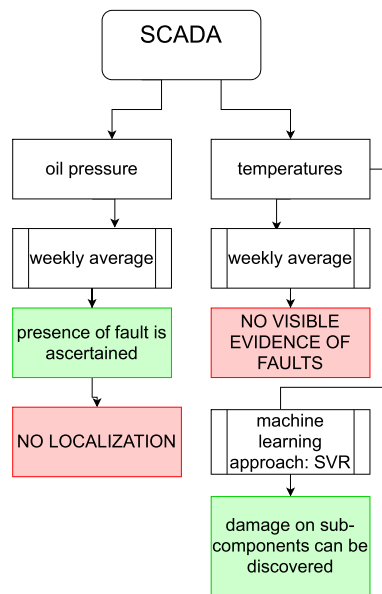 SCADA
oil pressure
temperatures
weekly average
weekly average
presence of fault is
ascertained
NO VISIBLE
EVIDENCE OF
FAULTS
NO LOCALIZATION
machine
learning
approach: SVR
damage on sub-
components can be
discovered